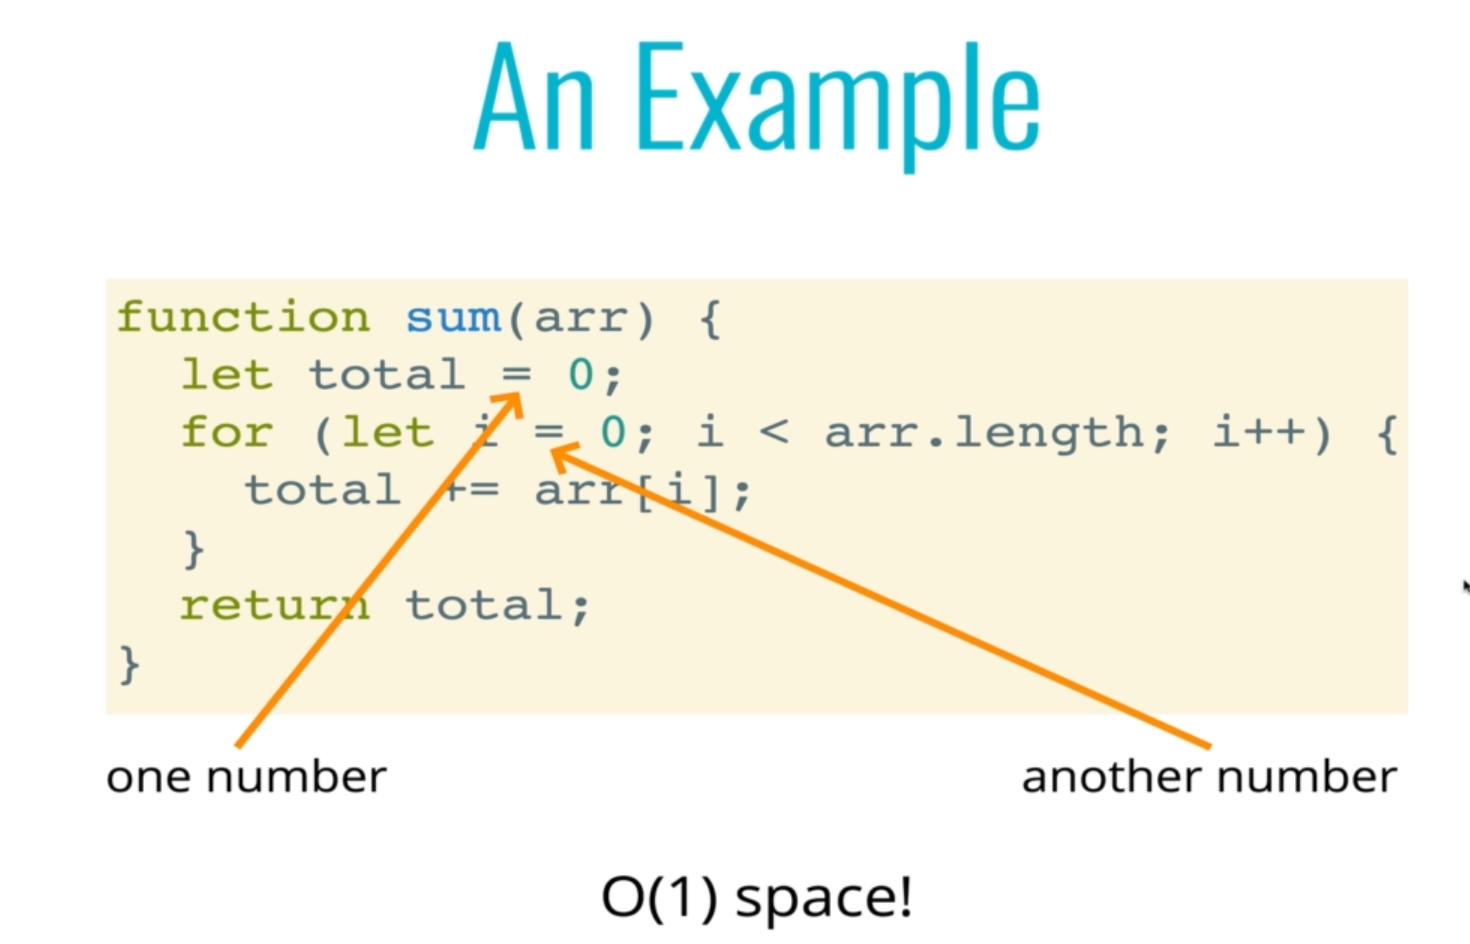 An Example
function sum(arr) {
  let total = 0;
  for (let i = 0; i < arr.length; i++) {
    total += arr[i];
  }
  return total;
}
one number
another number
O(1) space!